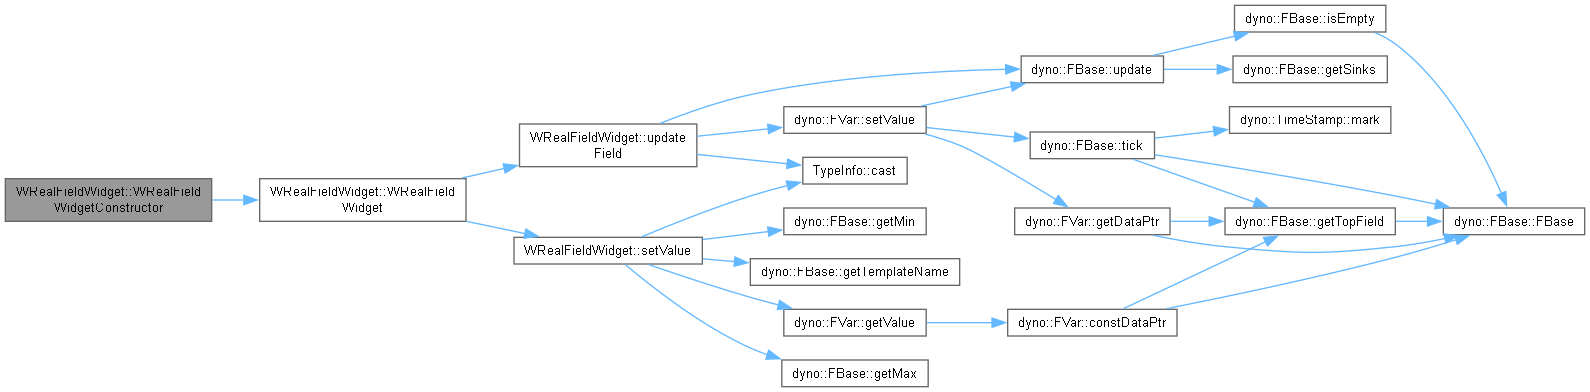 WRealFieldWidget::WRealField
WidgetConstructor
WRealFieldWidget::WRealField
Widget
WRealFieldWidget::update
Field
WRealFieldWidget::setValue
dyno::FVar::setValue
TypeInfo::cast
dyno::FBase::getMin
dyno::FBase::getTemplateName
dyno::FVar::getValue
dyno::FBase::getMax
dyno::FBase::update
dyno::FBase::tick
dyno::FVar::getDataPtr
dyno::FVar::constDataPtr
dyno::FBase::isEmpty
dyno::FBase::getSinks
dyno::TimeStamp::mark
dyno::FBase::getTopField
dyno::FBase::FBase